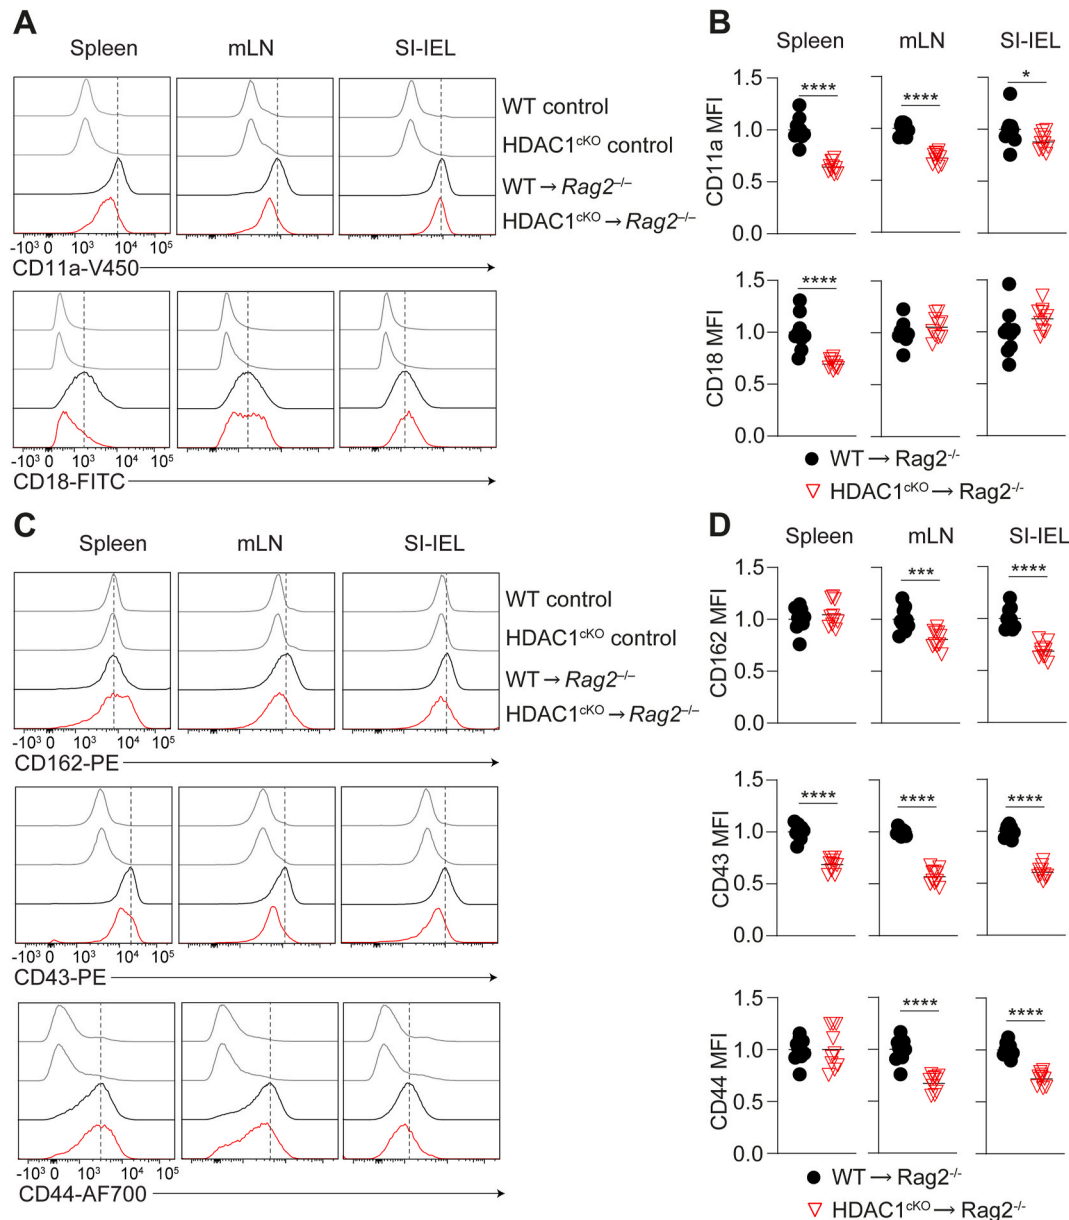 A
Spleen mLN SI-IEL
WT control
HDAC1cKO control
WT → Rag2–/–
HDAC1cKO → Rag2–/–
-10³ 0 10³ 10⁴ 10⁵
CD11a-V450
-10³ 0 10³ 10⁴ 10⁵
CD18-FITC
B
Spleen mLN SI-IEL
CD11a MFI
1.5
1.0
0.5
0.0
**** **** *
CD18 MFI
1.5
1.0
0.5
0.0
****
WT → Rag2-/-
HDAC1cKO → Rag2-/-
C
Spleen mLN SI-IEL
WT control
HDAC1cKO control
WT → Rag2–/–
HDAC1cKO → Rag2–/–
-10³ 0 10³ 10⁴ 10⁵
CD162-PE
-10³ 0 10³ 10⁴ 10⁵
CD43-PE
-10³ 0 10³ 10⁴ 10⁵
CD44-AF700
D
Spleen mLN SI-IEL
CD162 MFI
1.5
1.0
0.5
0.0
*** ****
CD43 MFI
1.5
1.0
0.5
0.0
**** **** ****
CD44 MFI
1.5
1.0
0.5
0.0
**** ****
WT → Rag2-/-
HDAC1cKO → Rag2-/-